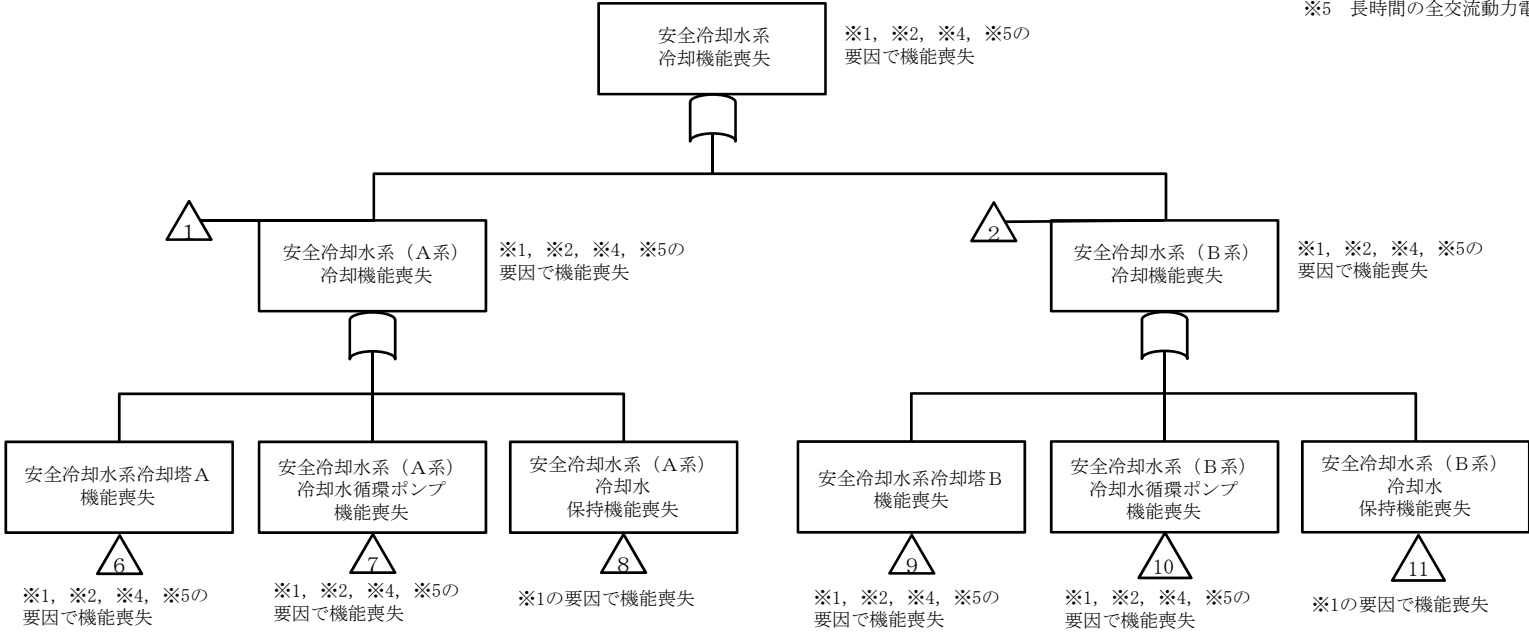 ※5　長時間の全交流動力電
安全冷却水系
冷却機能喪失
※1，※2，※4，※5の
要因で機能喪失
1
安全冷却水系（A系）
冷却機能喪失
※1，※2，※4，※5の
要因で機能喪失
2
安全冷却水系（B系）
冷却機能喪失
※1，※2，※4，※5の
要因で機能喪失
安全冷却水系冷却塔A
機能喪失
6
※1，※2，※4，※5の
要因で機能喪失
安全冷却水系（A系）
冷却水循環ポンプ
機能喪失
7
※1，※2，※4，※5の
要因で機能喪失
安全冷却水系（A系）
冷却水
保持機能喪失
8
※1の要因で機能喪失
安全冷却水系冷却塔B
機能喪失
9
※1，※2，※4，※5の
要因で機能喪失
安全冷却水系（B系）
冷却水循環ポンプ
機能喪失
10
※1，※2，※4，※5の
要因で機能喪失
安全冷却水系（B系）
冷却水
保持機能喪失
11
※1の要因で機能喪失